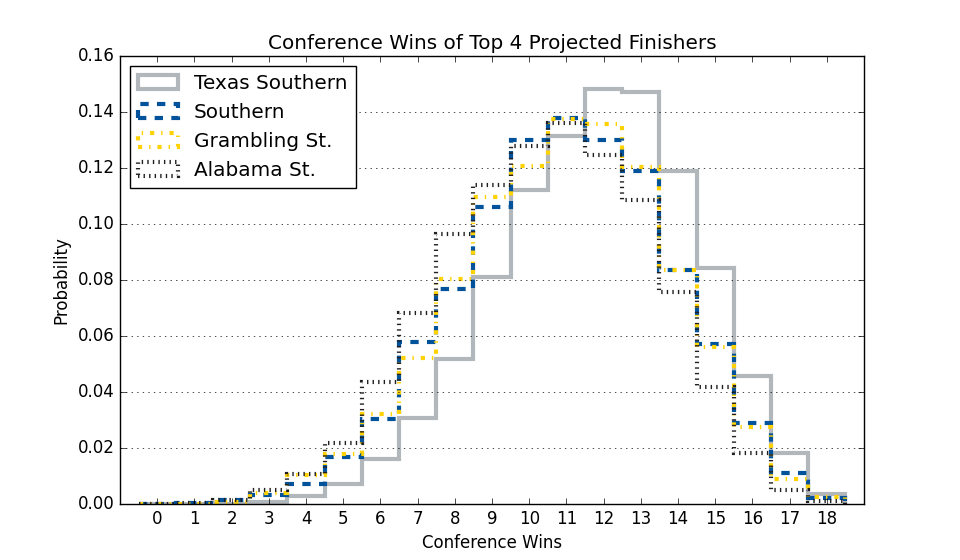 Conference Wins of Top 4 Projected Finishers
0.16
0.14
0.12
0.10
0.08
0.06
0.04
0.02
0.00
Probability
Texas Southern
Southern
Grambling St.
Alabama St.
0 1 2 3 4 5 6 7 8 9 10 11 12 13 14 15 16 17 18
Conference Wins